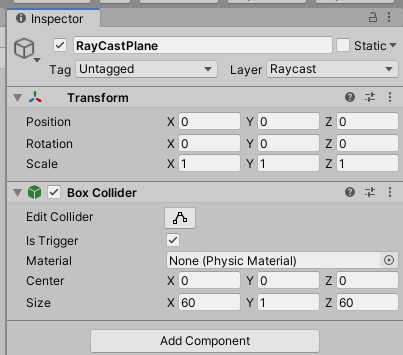 Inspector
RayCastPlane Static
Tag Untagged Layer Raycast
Transform
Position X 0 Y 0 Z 0
Rotation X 0 Y 0 Z 0
Scale X 1 Y 1 Z 1
Box Collider
Edit Collider
Is Trigger
Material None (Physic Material)
Center X 0 Y 0 Z 0
Size X 60 Y 1 Z 60
Add Component